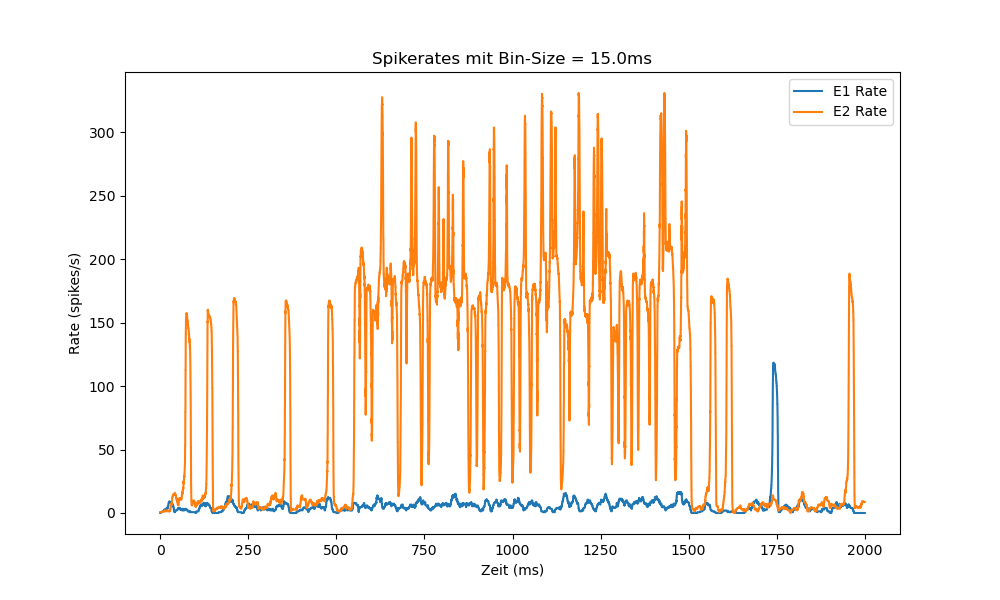 Spikerates mit Bin-Size = 15.0ms
E1 Rate
E2 Rate
Rate (spikes/s)
300
250
200
150
100
50
0
0 250 500 750 1000 1250 1500 1750 2000
Zeit (ms)